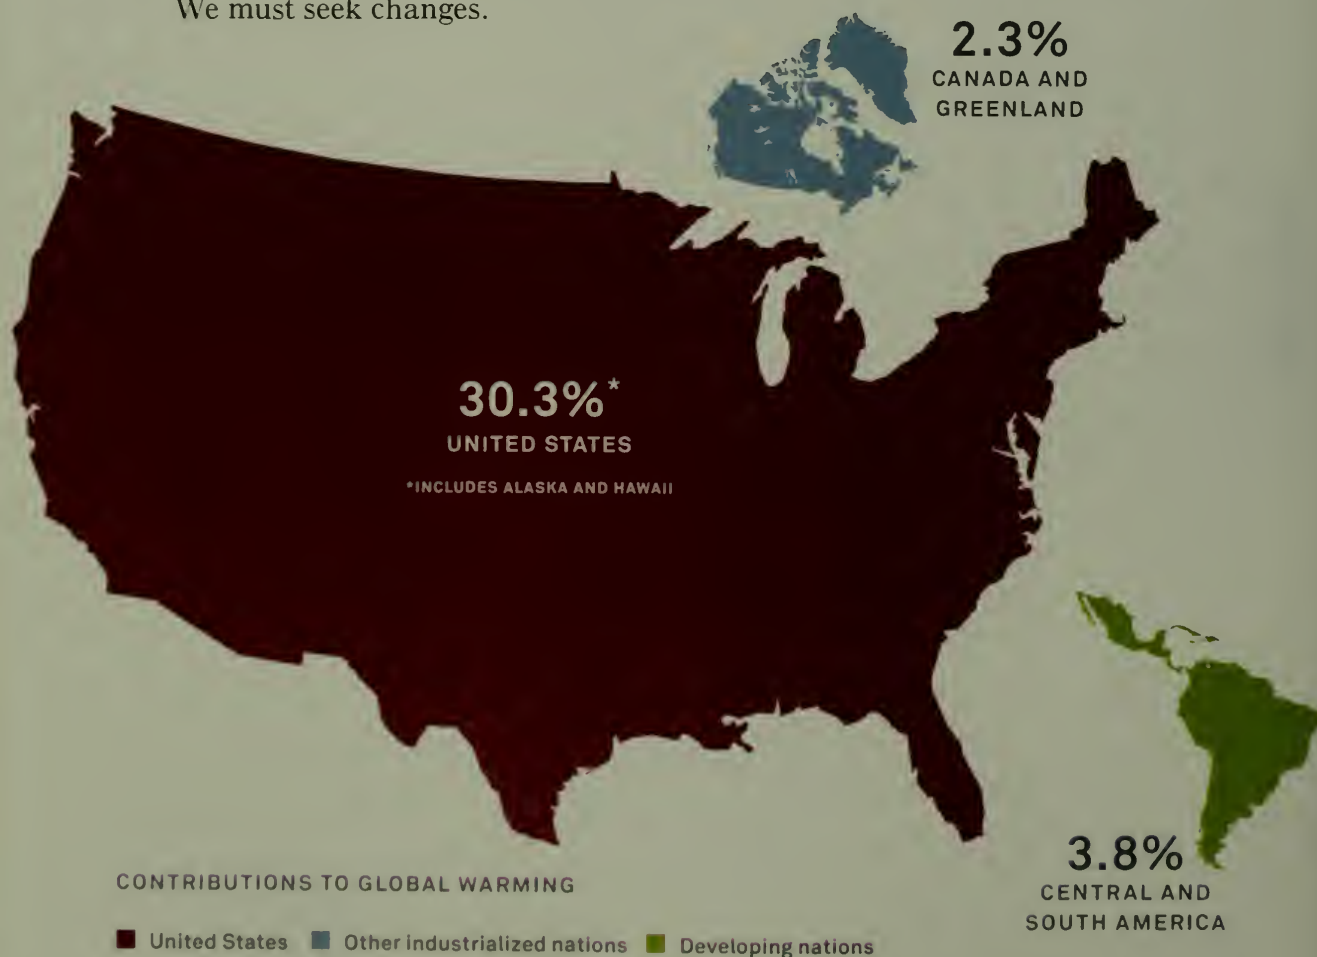 We must seek changes.
2.3%
CANADA AND
GREENLAND
30.3%*
UNITED STATES
*INCLUDES ALASKA AND HAWAII
3.8%
CENTRAL AND
SOUTH AMERICA
CONTRIBUTIONS TO GLOBAL WARMING
United States
Other industrialized nations
Developing nations